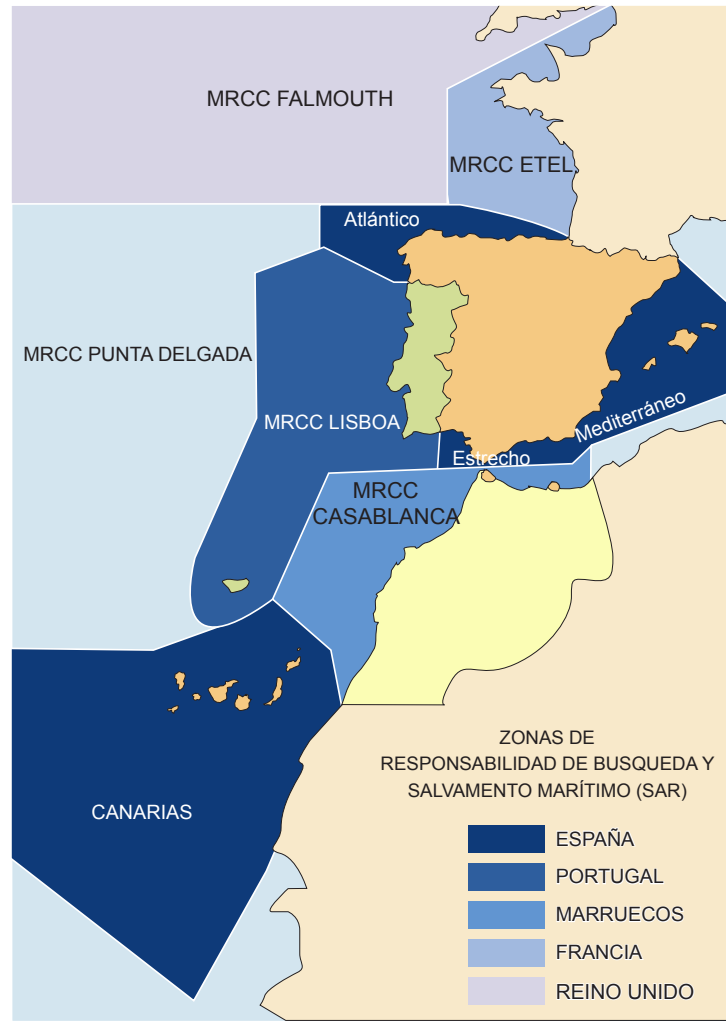 MRCC FALMOUTH
MRCC ETEL
Atlántico
MRCC PUNTA DELGADA
MRCC LISBOA
Mediterráneo
Estrecho
MRCC
CASABLANCA
CANARIAS
ZONAS DE
RESPONSABILIDAD DE BUSQUEDA Y
SALVAMENTO MARÍTIMO (SAR)
ESPAÑA
PORTUGAL
MARRUECOS
FRANCIA
REINO UNIDO